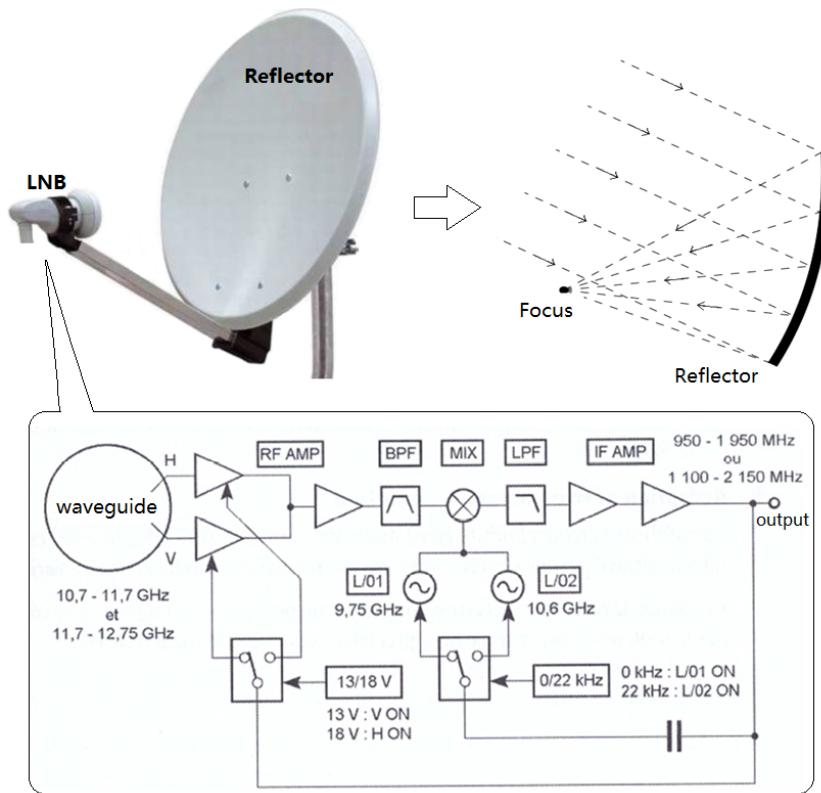 Reflector
LNB
Focus
Reflector
waveguide
H
V
10,7 - 11,7 GHz
et
11,7 - 12,75 GHz
RF AMP
BPF
MIX
LPF
IF AMP
950 - 1 950 MHz
ou
1 100 - 2 150 MHz
output
L/01
9,75 GHz
L/02
10,6 GHz
13/18 V
13 V : V ON
18 V : H ON
0/22 kHz
0 kHz : L/01 ON
22 kHz : L/02 ON